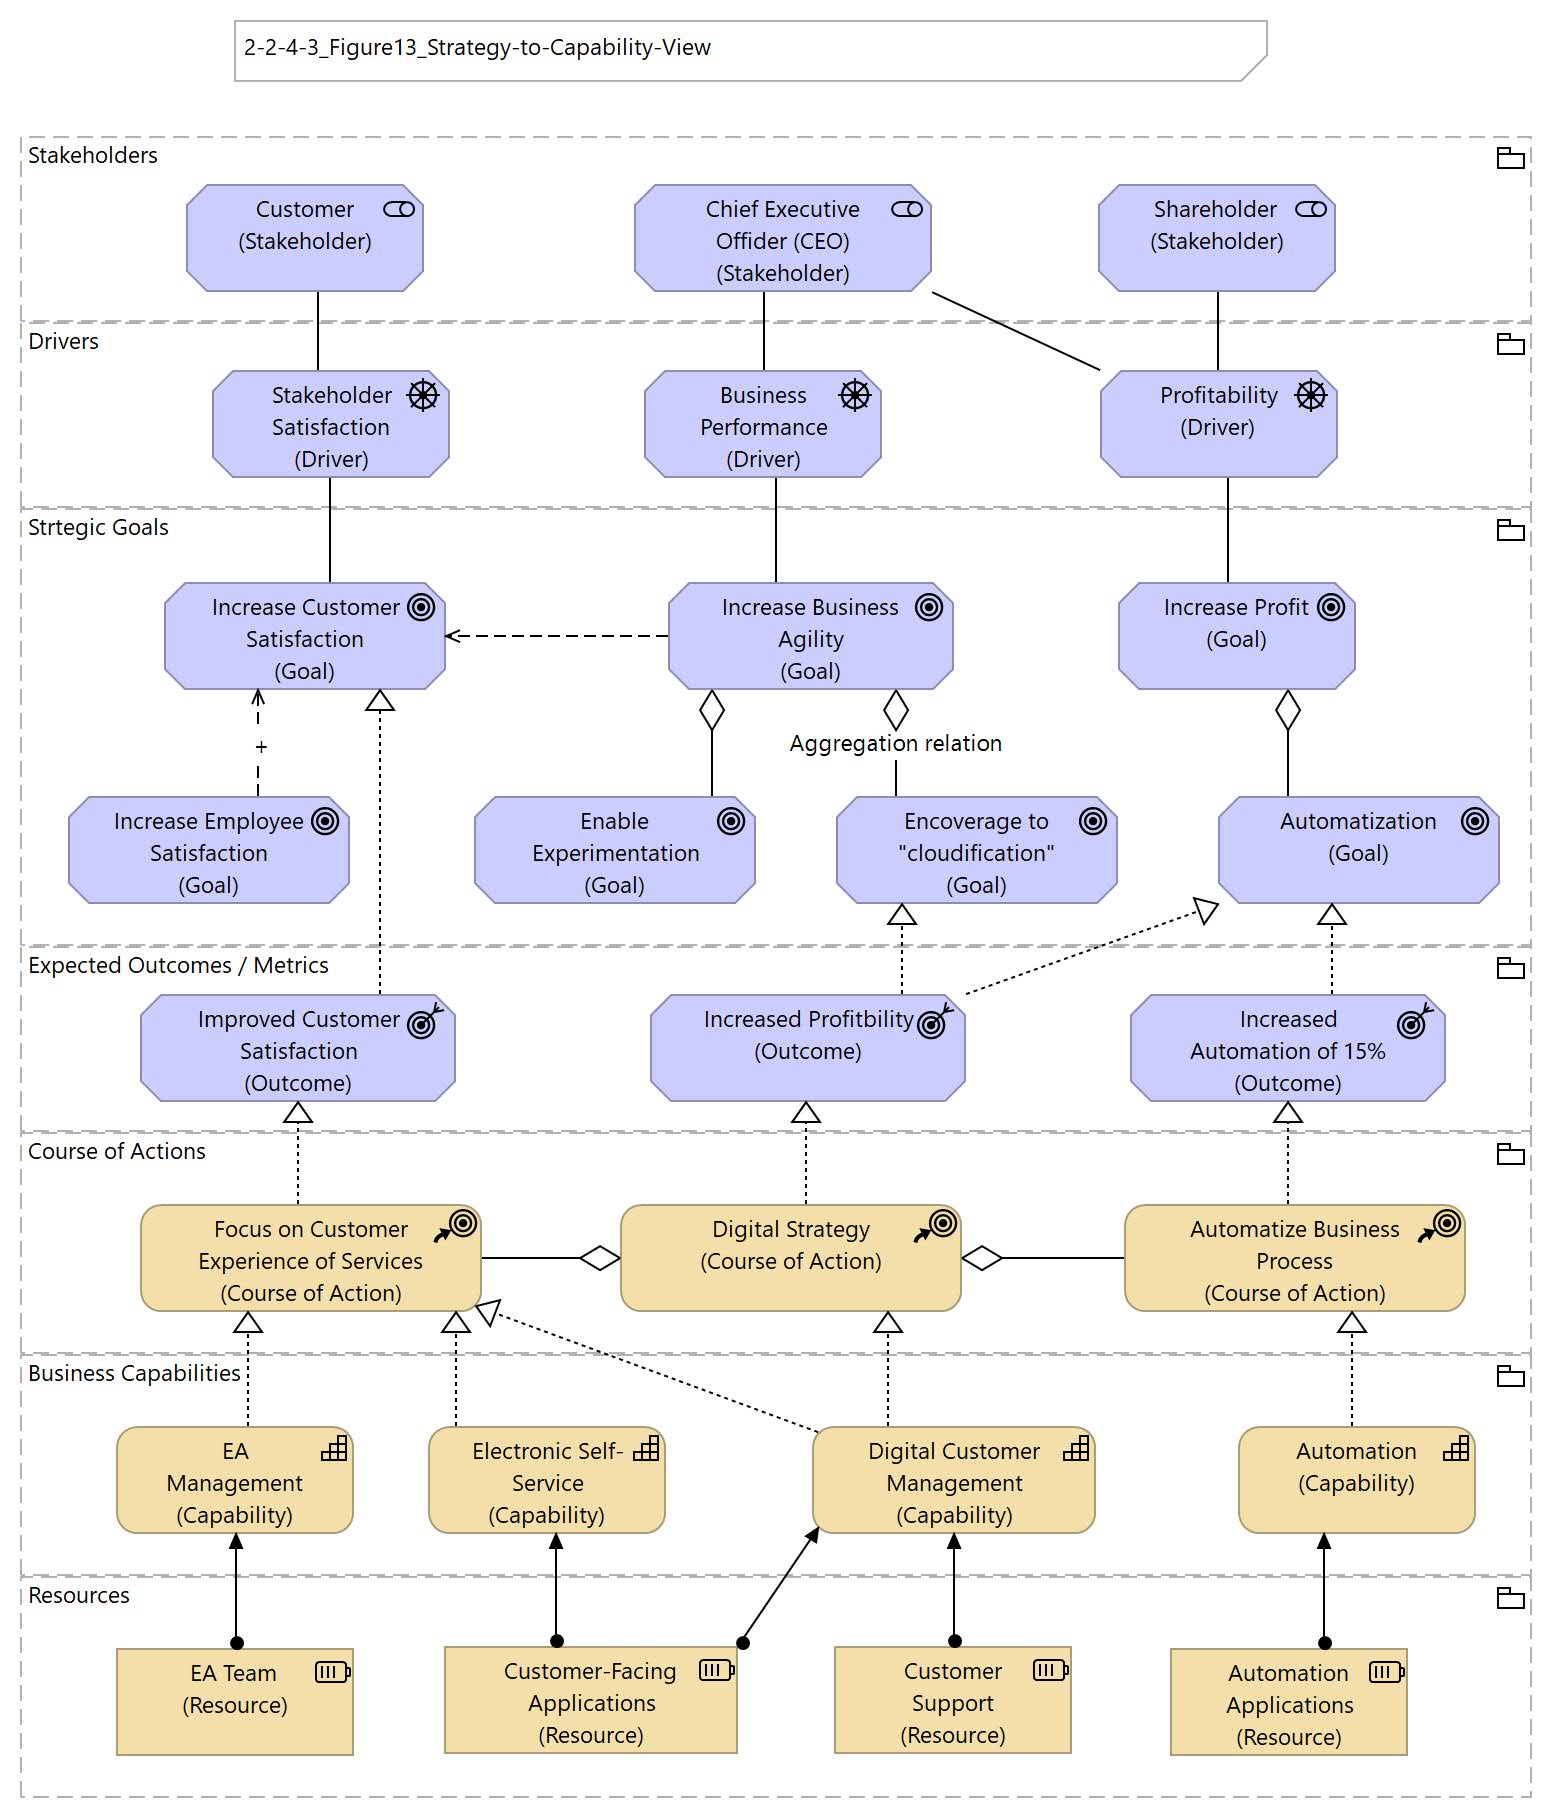 2-2-4-3_Figure13_Strategy-to-Capability-View
Stakeholders
Customer
(Stakeholder)
Chief Executive
Offider (CEO)
(Stakeholder)
Shareholder
(Stakeholder)
Drivers
Stakeholder
Satisfaction
(Driver)
Business
Performance
(Driver)
Profitability
(Driver)
Strtegic Goals
Increase Customer
Satisfaction
(Goal)
Increase Business
Agility
(Goal)
Increase Profit
(Goal)
+
Aggregation relation
Increase Employee
Satisfaction
(Goal)
Enable
Experimentation
(Goal)
Encoverage to
"cloudification"
(Goal)
Automatization
(Goal)
Expected Outcomes / Metrics
Improved Customer
Satisfaction
(Outcome)
Increased Profitbility
(Outcome)
Increased
Automation of 15%
(Outcome)
Course of Actions
Focus on Customer
Experience of Services
(Course of Action)
Digital Strategy
(Course of Action)
Automatize Business
Process
(Course of Action)
Business Capabilities
EA
Management
(Capability)
Electronic Self-
Service
(Capability)
Digital Customer
Management
(Capability)
Automation
(Capability)
Resources
EA Team
(Resource)
Customer-Facing
Applications
(Resource)
Customer
Support
(Resource)
Automation
Applications
(Resource)